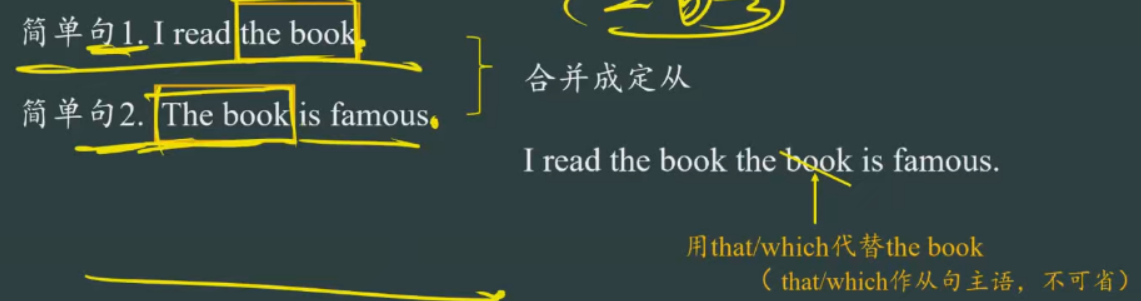 简单句1. I read the book.
简单句2. The book is famous.
合并成定从
I read the book the book is famous.
用that/which代替the book
（ that/which作从句主语，不可省）